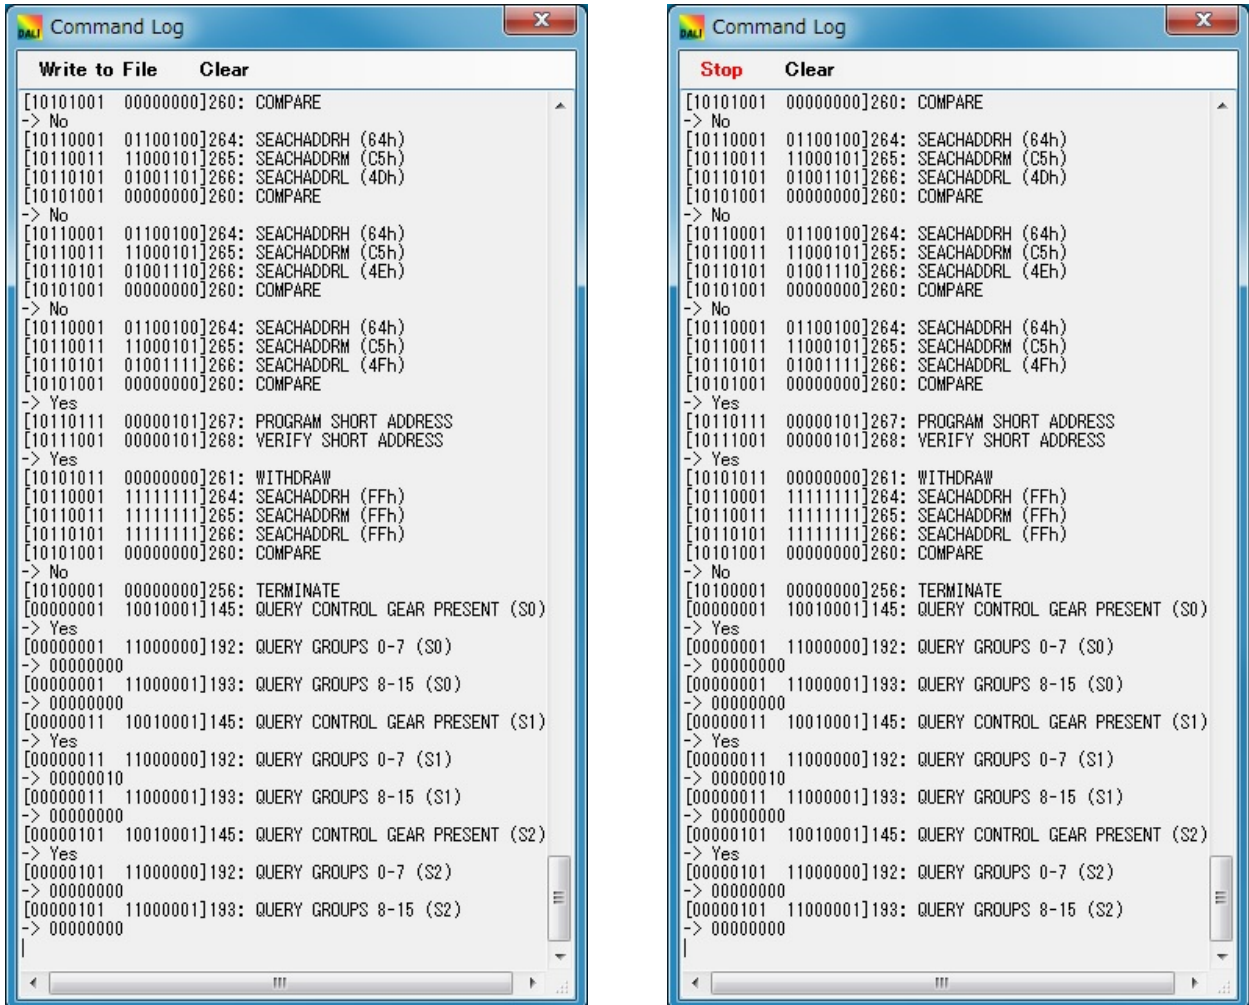 DALI Command Log
Write to File Clear
[10101001 00000000]260: COMPARE
-> No
[10110001 01100100]264: SEACHADDRH (64h)
[10110011 11000101]265: SEACHADDRM (C5h)
[10110101 01001101]266: SEACHADDRL (4Dh)
[10101001 00000000]260: COMPARE
-> No
[10110001 01100100]264: SEACHADDRH (64h)
[10110011 11000101]265: SEACHADDRM (C5h)
[10110101 01001110]266: SEACHADDRL (4Eh)
[10101001 00000000]260: COMPARE
-> No
[10110001 01100100]264: SEACHADDRH (64h)
[10110011 11000101]265: SEACHADDRM (C5h)
[10110101 01001111]266: SEACHADDRL (4Fh)
[10101001 00000000]260: COMPARE
-> Yes
[10110111 00000101]267: PROGRAM SHORT ADDRESS
[10111001 00000101]268: VERIFY SHORT ADDRESS
-> Yes
[10101011 00000000]261: WITHDRAW
[10110001 11111111]264: SEACHADDRH (FFh)
[10110011 11111111]265: SEACHADDRM (FFh)
[10110101 11111111]266: SEACHADDRL (FFh)
[10101001 00000000]260: COMPARE
-> No
[10100001 00000000]256: TERMINATE
[00000001 10010001]145: QUERY CONTROL GEAR PRESENT (S0)
-> Yes
[00000001 11000000]192: QUERY GROUPS 0-7 (S0)
-> 00000000
[00000001 11000001]193: QUERY GROUPS 8-15 (S0)
-> 00000000
[00000011 10010001]145: QUERY CONTROL GEAR PRESENT (S1)
-> Yes
[00000011 11000000]192: QUERY GROUPS 0-7 (S1)
-> 00000010
[00000011 11000001]193: QUERY GROUPS 8-15 (S1)
-> 00000000
[00000101 10010001]145: QUERY CONTROL GEAR PRESENT (S2)
-> Yes
[00000101 11000000]192: QUERY GROUPS 0-7 (S2)
-> 00000000
[00000101 11000001]193: QUERY GROUPS 8-15 (S2)
-> 00000000
DALI Command Log
Stop Clear
[10101001 00000000]260: COMPARE
-> No
[10110001 01100100]264: SEACHADDRH (64h)
[10110011 11000101]265: SEACHADDRM (C5h)
[10110101 01001101]266: SEACHADDRL (4Dh)
[10101001 00000000]260: COMPARE
-> No
[10110001 01100100]264: SEACHADDRH (64h)
[10110011 11000101]265: SEACHADDRM (C5h)
[10110101 01001110]266: SEACHADDRL (4Eh)
[10101001 00000000]260: COMPARE
-> No
[10110001 01100100]264: SEACHADDRH (64h)
[10110011 11000101]265: SEACHADDRM (C5h)
[10110101 01001111]266: SEACHADDRL (4Fh)
[10101001 00000000]260: COMPARE
-> Yes
[10110111 00000101]267: PROGRAM SHORT ADDRESS
[10111001 00000101]268: VERIFY SHORT ADDRESS
-> Yes
[10101011 00000000]261: WITHDRAW
[10110001 11111111]264: SEACHADDRH (FFh)
[10110011 11111111]265: SEACHADDRM (FFh)
[10110101 11111111]266: SEACHADDRL (FFh)
[10101001 00000000]260: COMPARE
-> No
[10100001 00000000]256: TERMINATE
[00000001 10010001]145: QUERY CONTROL GEAR PRESENT (S0)
-> Yes
[00000001 11000000]192: QUERY GROUPS 0-7 (S0)
-> 00000000
[00000001 11000001]193: QUERY GROUPS 8-15 (S0)
-> 00000000
[00000011 10010001]145: QUERY CONTROL GEAR PRESENT (S1)
-> Yes
[00000011 11000000]192: QUERY GROUPS 0-7 (S1)
-> 00000010
[00000011 11000001]193: QUERY GROUPS 8-15 (S1)
-> 00000000
[00000101 10010001]145: QUERY CONTROL GEAR PRESENT (S2)
-> Yes
[00000101 11000000]192: QUERY GROUPS 0-7 (S2)
-> 00000000
[00000101 11000001]193: QUERY GROUPS 8-15 (S2)
-> 00000000